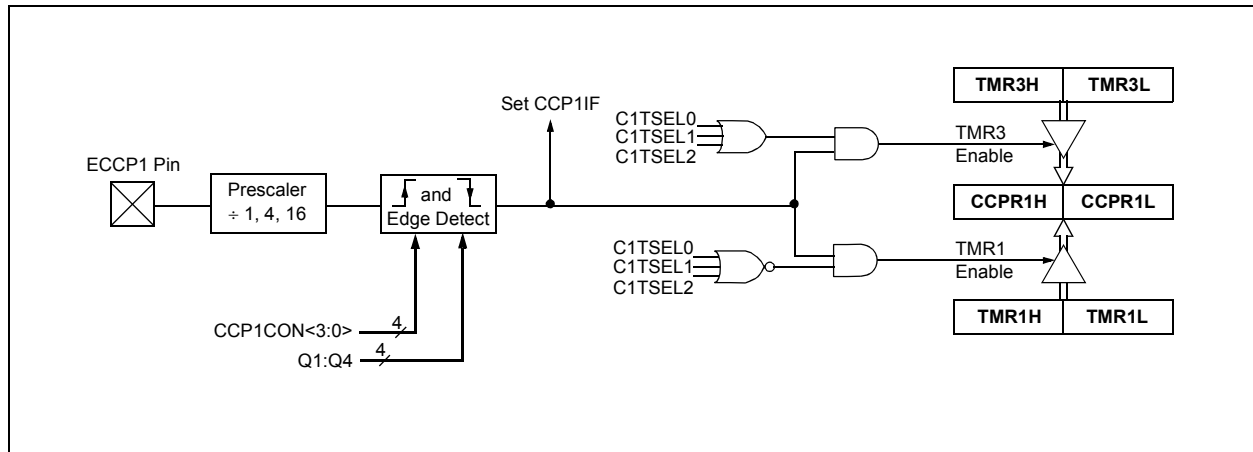 TMR3H TMR3L
Set CCP1IF
C1TSEL0
C1TSEL1
C1TSEL2
TMR3
Enable
ECCP1 Pin
Prescaler
÷ 1, 4, 16
and
Edge Detect
CCPR1H CCPR1L
C1TSEL0
C1TSEL1
C1TSEL2
TMR1
Enable
TMR1H TMR1L
CCP1CON<3:0> 4
Q1:Q4 4